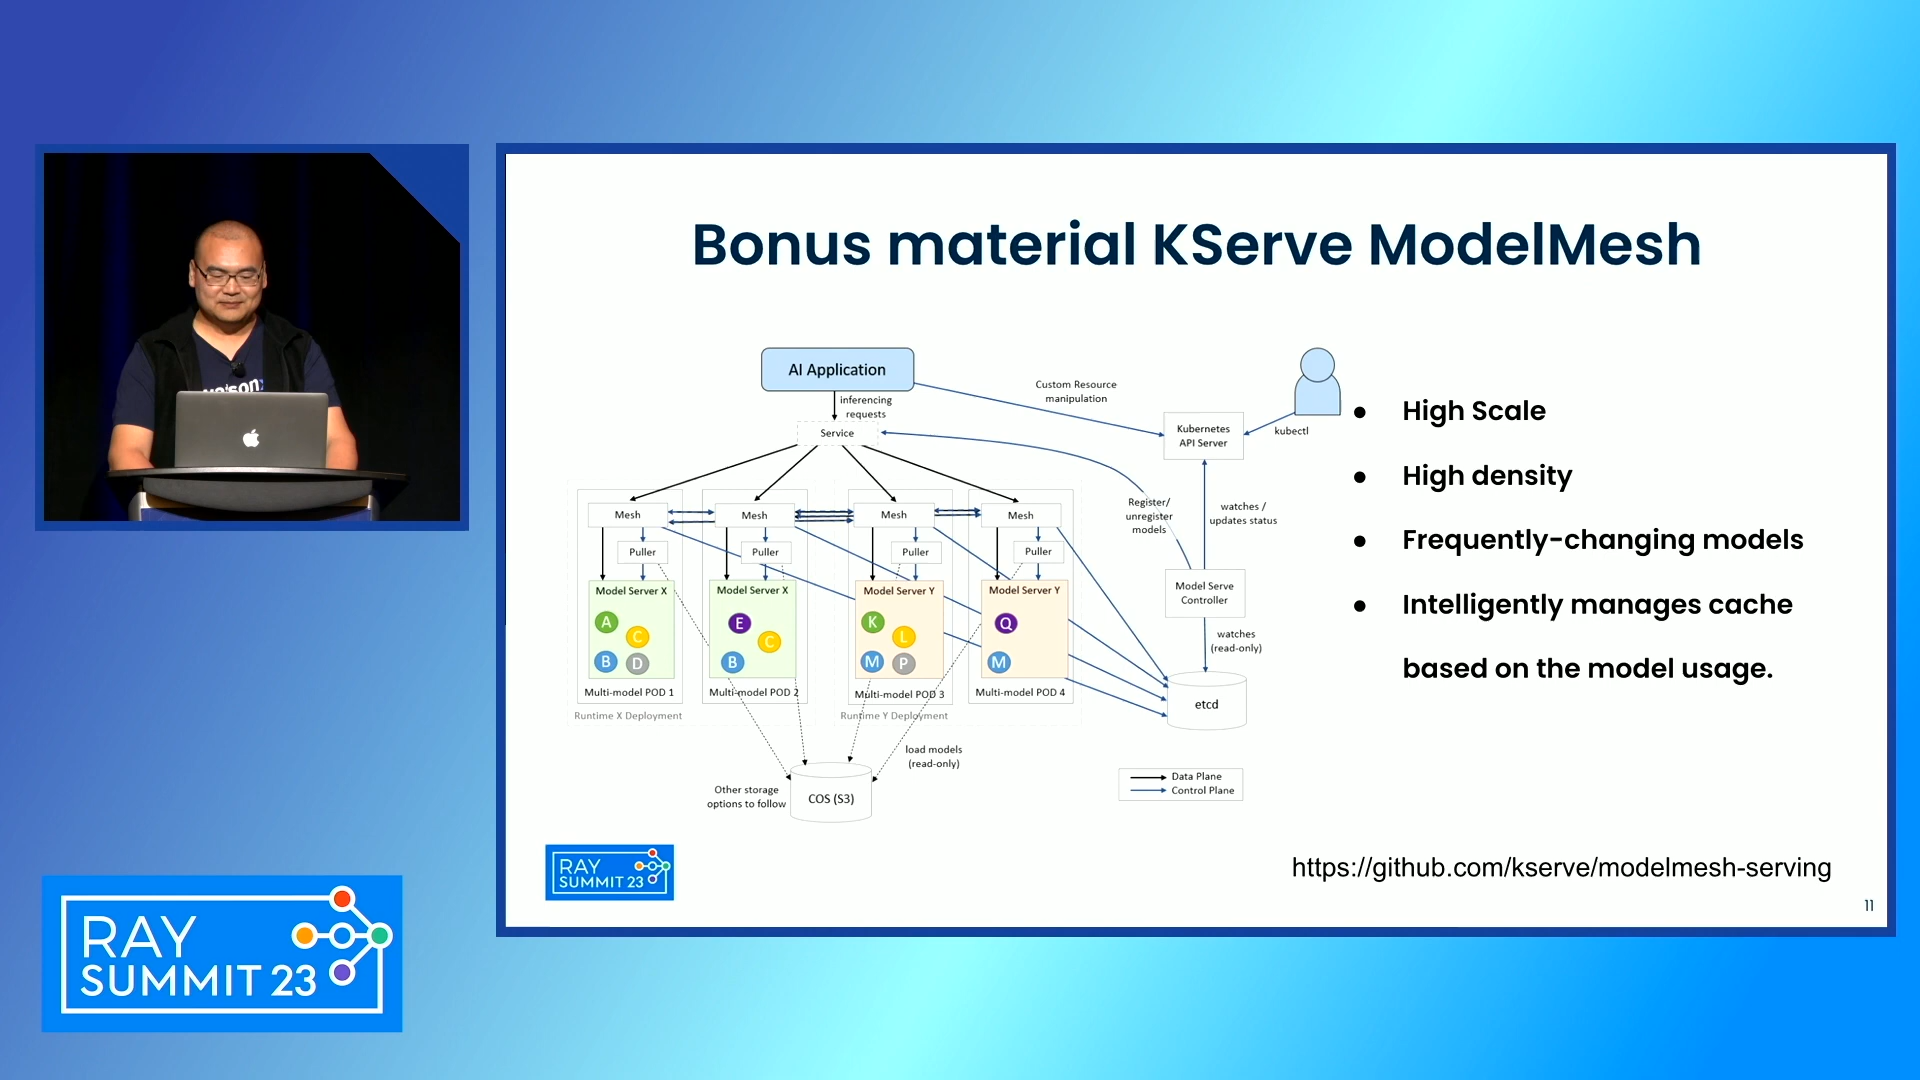 Bonus material KServe ModelMesh
AI Application
inferencing
requests
Service
Custom Resource
manipulation
Kubernetes
API Server
kubectl
Register/
unregister
models
watches /
updates status
Mesh
Mesh
Mesh
Mesh
Puller
Puller
Puller
Puller
Model Server X
Model Server X
Model Server Y
Model Server Y
A
C
B
D
E
C
B
K
L
M
P
Q
M
Multi-model POD 1
Multi-model POD 2
Multi-model POD 3
Multi-model POD 4
Runtime X Deployment
Runtime Y Deployment
Model Serve
Controller
watches
(read-only)
etcd
load models
(read-only)
Other storage
options to follow
COS (S3)
Data Plane
Control Plane
● High Scale
● High density
● Frequently-changing models
● Intelligently manages cache
based on the model usage.
RAY
SUMMIT 23
https://github.com/kserve/modelmesh-serving
11
RAY
SUMMIT 23